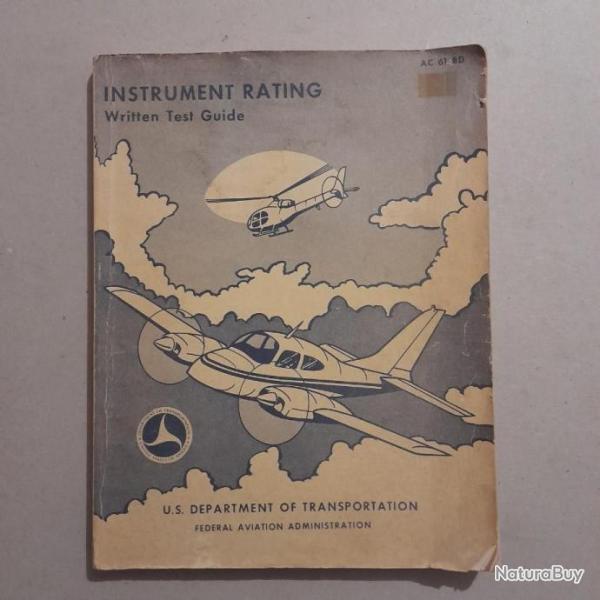 AC 61-8D
INSTRUMENT RATING
Written Test Guide
U.S. DEPARTMENT OF TRANSPORTATION
FEDERAL AVIATION ADMINISTRATION
NaturaBuy